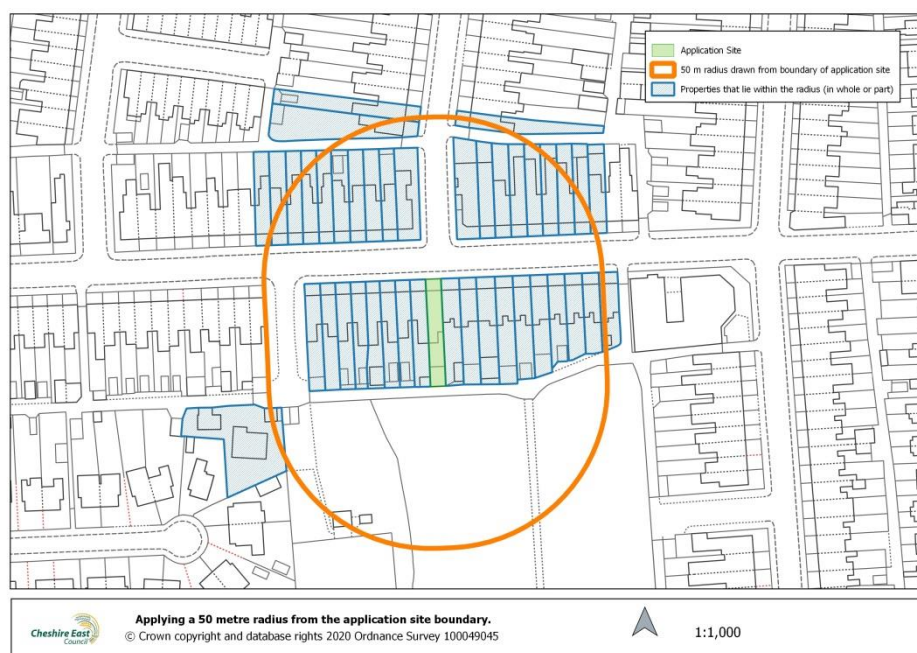 Application Site
50 m radius drawn from boundary of application site
Properties that lie within the radius (in whole or part)
Cheshire East
Council
Applying a 50 metre radius from the application site boundary.
© Crown copyright and database rights 2020 Ordnance Survey 100049045
1:1,000